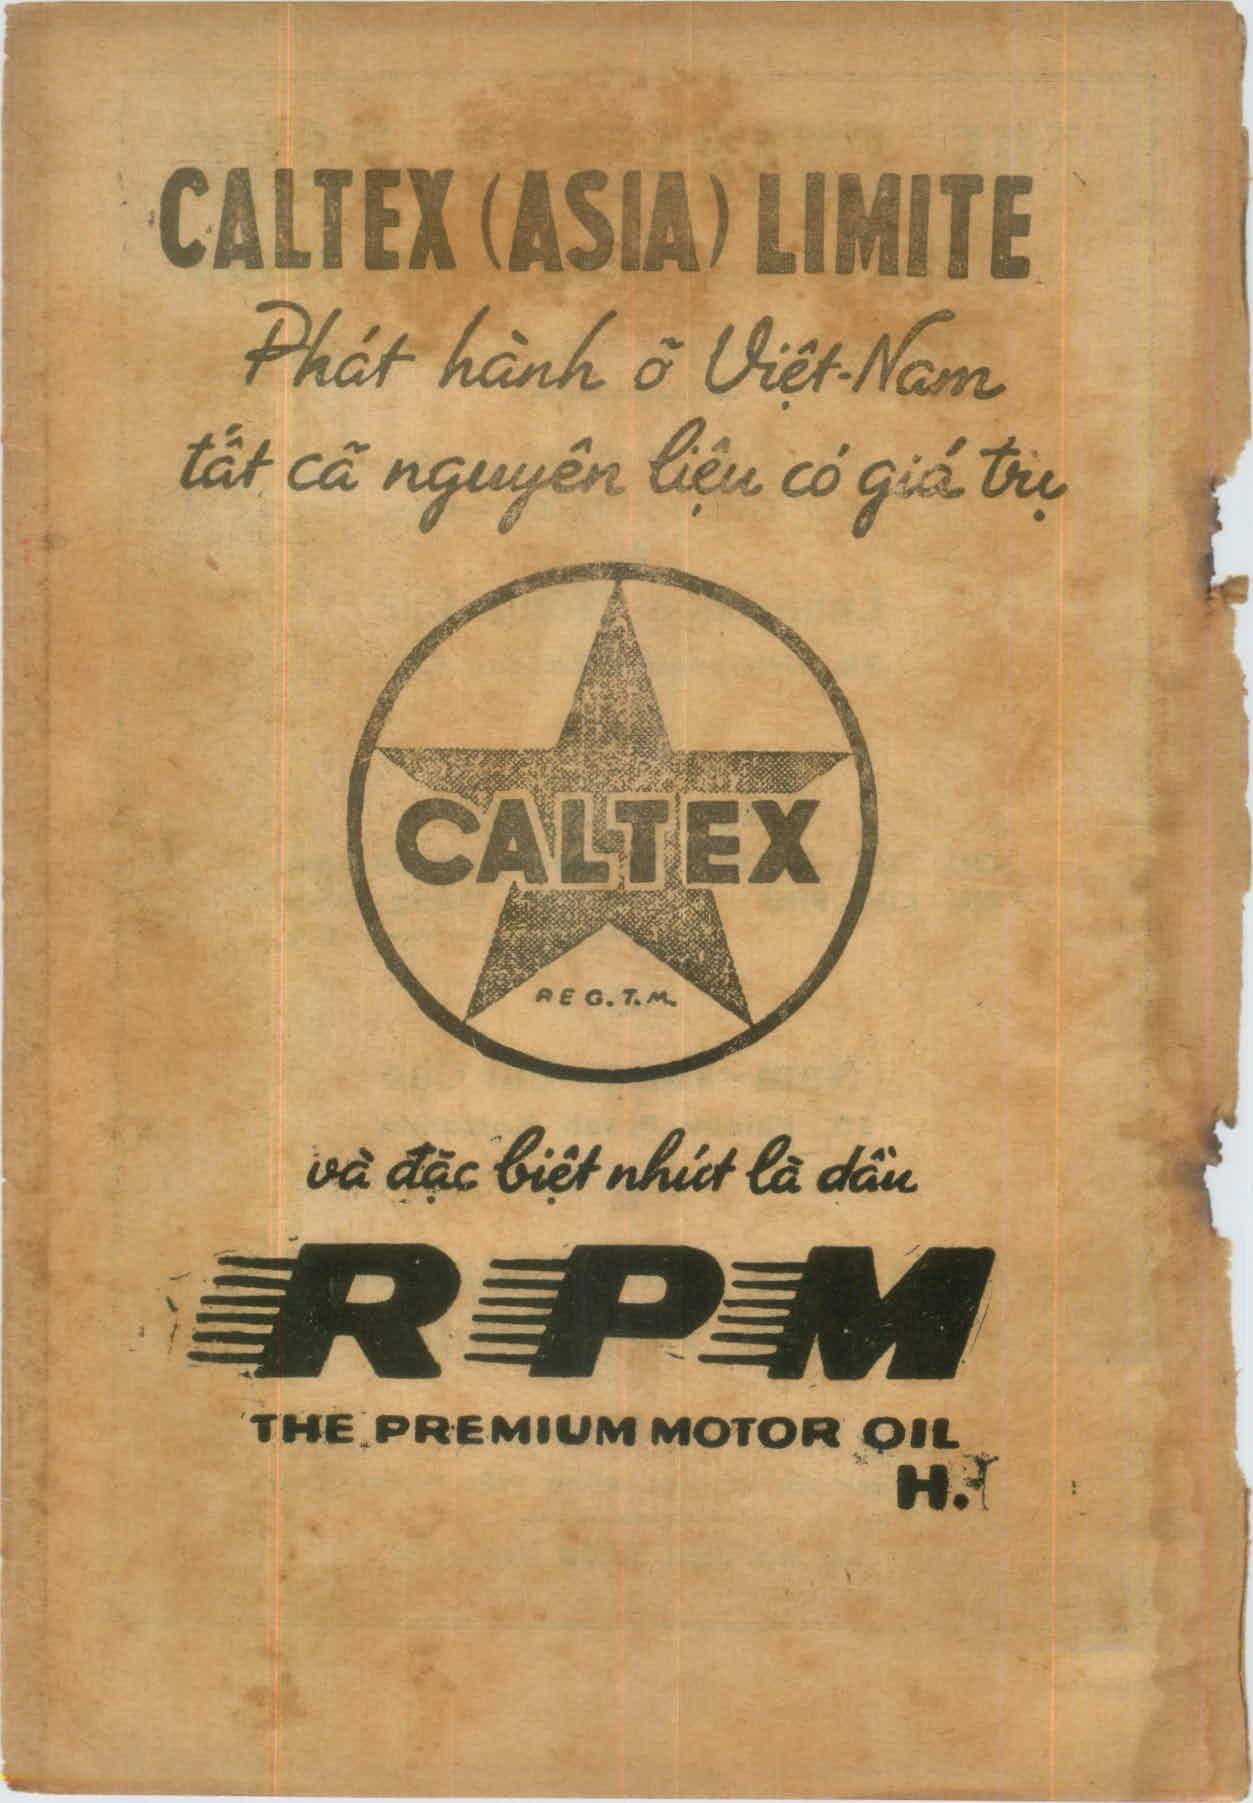 CALTEX (ASIA) LIMITE
Phát hành õ Việt-Nam
tất cã nguyên liệu có giá trị
CALTEX
REG. T.M.
và đặc biệt nhứt là dầu
RPM
THE PREMIUM MOTOR OIL
H.